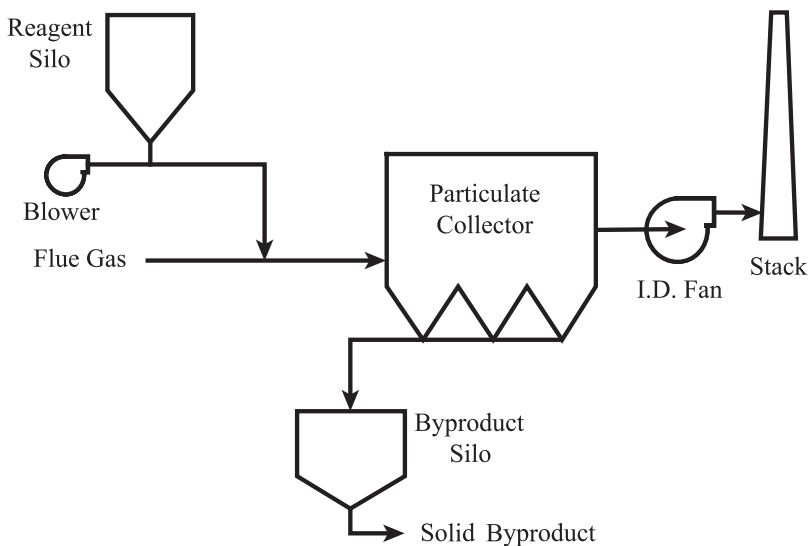 Reagent
Silo
Blower
Flue Gas
Particulate
Collector
I.D. Fan
Stack
Byproduct
Silo
Solid Byproduct